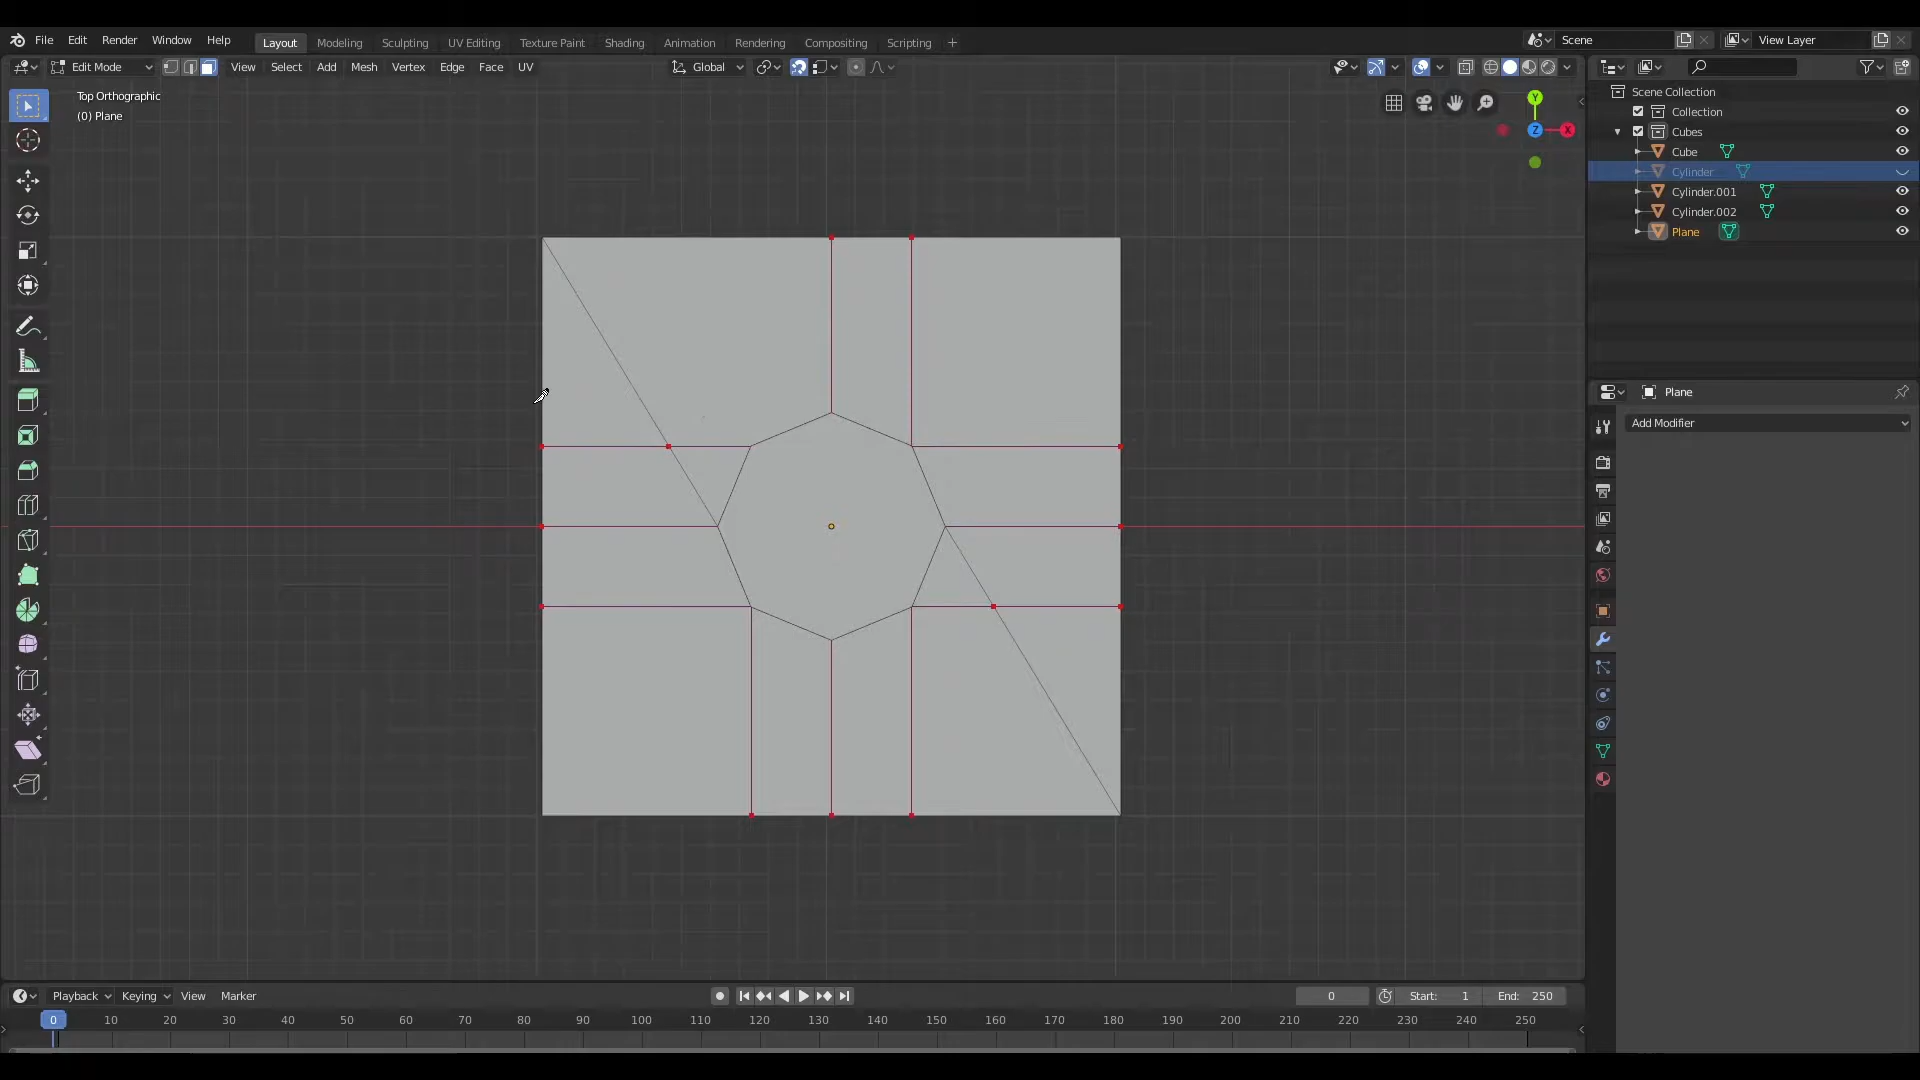 File Edit Render Window Help Layout Modeling Sculpting UV Editing Texture Paint Shading Animation Rendering Compositing Scripting + Scene View Layer
Edit Mode View Select Add Mesh Vertex Edge Face UV Global
Top Orthographic
(0) Plane
Y
Z X
Scene Collection
Collection
Cubes
Cube
Cylinder
Cylinder.001
Cylinder.002
Plane
Plane
Add Modifier
Playback Keying View Marker 0 Start: 1 End: 250
0 10 20 30 40 50 60 70 80 90 100 110 120 130 140 150 160 170 180 190 200 210 220 230 240 250